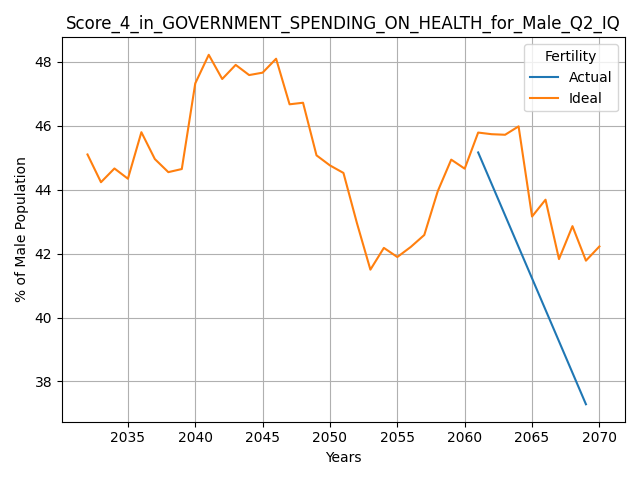 Score_4_in_GOVERNMENT_SPENDING_ON_HEALTH_for_Male_Q2_IQ
Fertility
Actual
Ideal
% of Male Population
48
46
44
42
40
38
2035 2040 2045 2050 2055 2060 2065 2070
Years